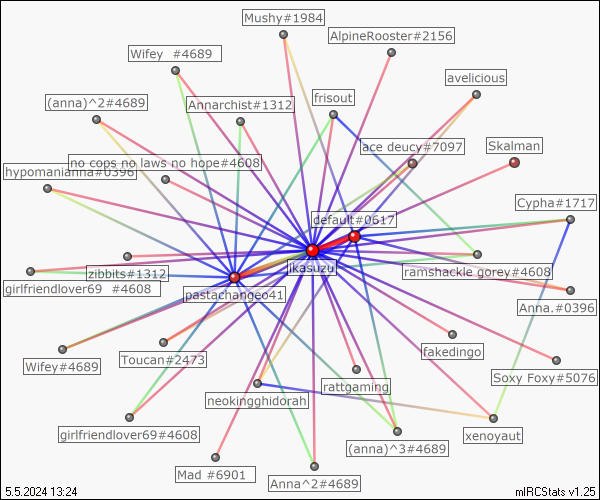 Mushy#1984
AlpineRooster#2156
Wifey #4689
avelicious
(anna)^2#4689
Annarchist#1312
frisout
ace deucy#7097
Skalman
no cops no laws no hope#4608
hypomanianna#0396
Cypha#1717
default#0617
jkasuzu
zibbits#1312
ramshackle gorey#4608
girlfriendlover69 #4608
pastachangeo41
Anna.#0396
Wifey#4689
Toucan#2473
fakedingo
Soxy Foxy#5076
rattgaming
neokingghidorah
girlfriendlover69#4608
xenoyaut
(anna)^3#4689
Mad #6901
Anna^2#4689
5.5.2024 13:24
mIRCStats v1.25